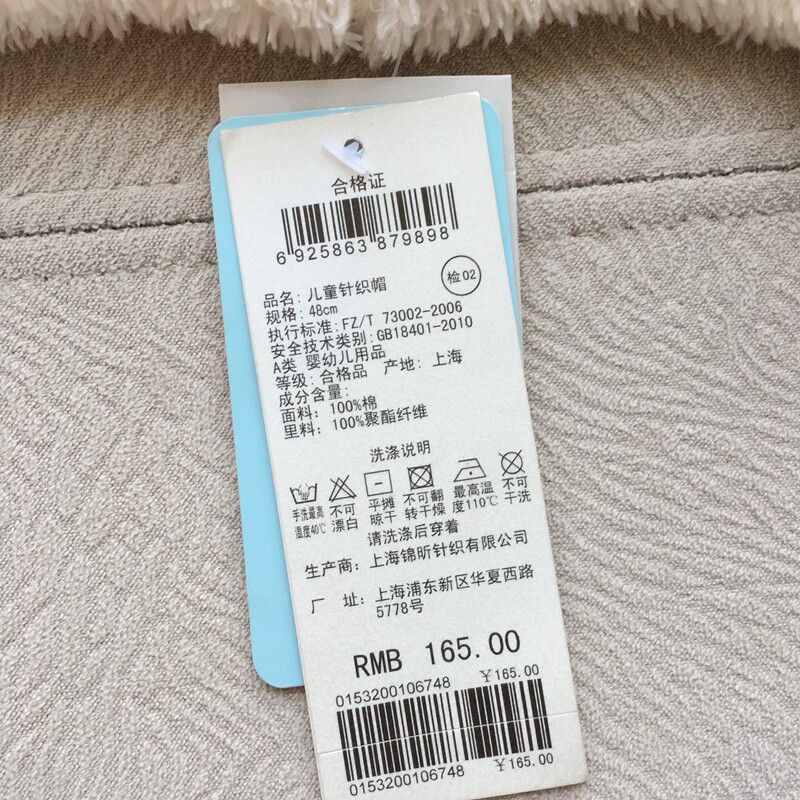 合格证
6 925863 879898
检02
品名: 儿童针织帽
规格: 48cm
执行标准: FZ/T 73002-2006
安全技术类别: GB18401-2010
A类 婴幼儿用品
等级: 合格品 产地: 上海
成分含量:
面料: 100%棉
里料: 100%聚酯纤维
洗涤说明
手洗最高温度40℃
不可漂白
平摊晾干
不可翻转干燥
最高温度110℃
不可干洗
请洗涤后穿着
生产商: 上海锦昕针织有限公司
厂 址: 上海浦东新区华夏西路
5778号
RMB 165.00
0153200106748 ¥165.00
0153200106748 ¥165.00